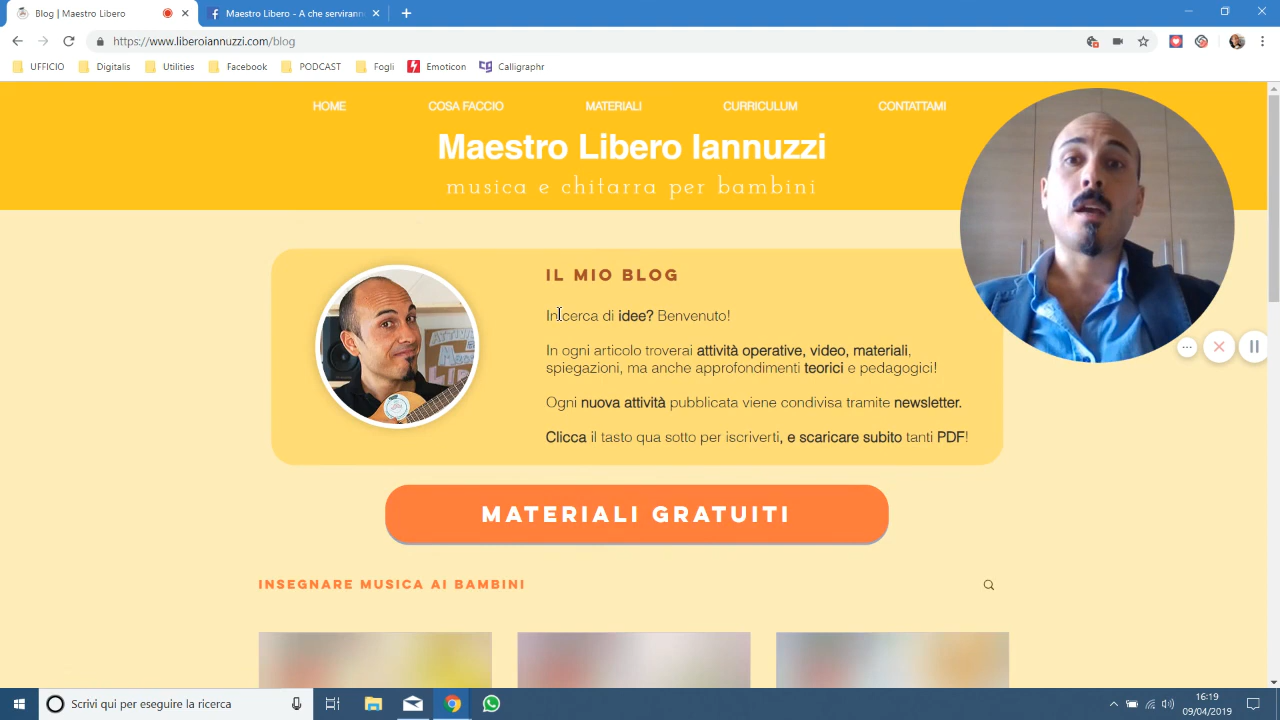 Blog | Maestro Libero
Maestro Libero Iannuzzi - A che serviran
https://www.liberoiannuzzi.com/blog
UFFICIO
Digitalis
Utilities
Facebook
PODCAST
Fogli
Emoticon
Calligraphr
HOME
COSA FACCIO
MATERIALI
CURRICULUM
CONTATTAMI
Maestro Libero Iannuzzi
musica e chitarra per bambini
IL MIO BLOG
In cerca di idee? Benvenuto!
In ogni articolo troverai attività operative, video, materiali,
spiegazioni, ma anche approfondimenti teorici e pedagogici!
Ogni nuova attività pubblicata viene condivisa tramite newsletter.
Clicca il tasto qua sotto per iscriverti, e scaricare subito tanti PDF!
MATERIALI GRATUITI
INSEGNARE MUSICA AI BAMBINI
Scrivi qui per eseguire la ricerca
16:19
09/04/2019